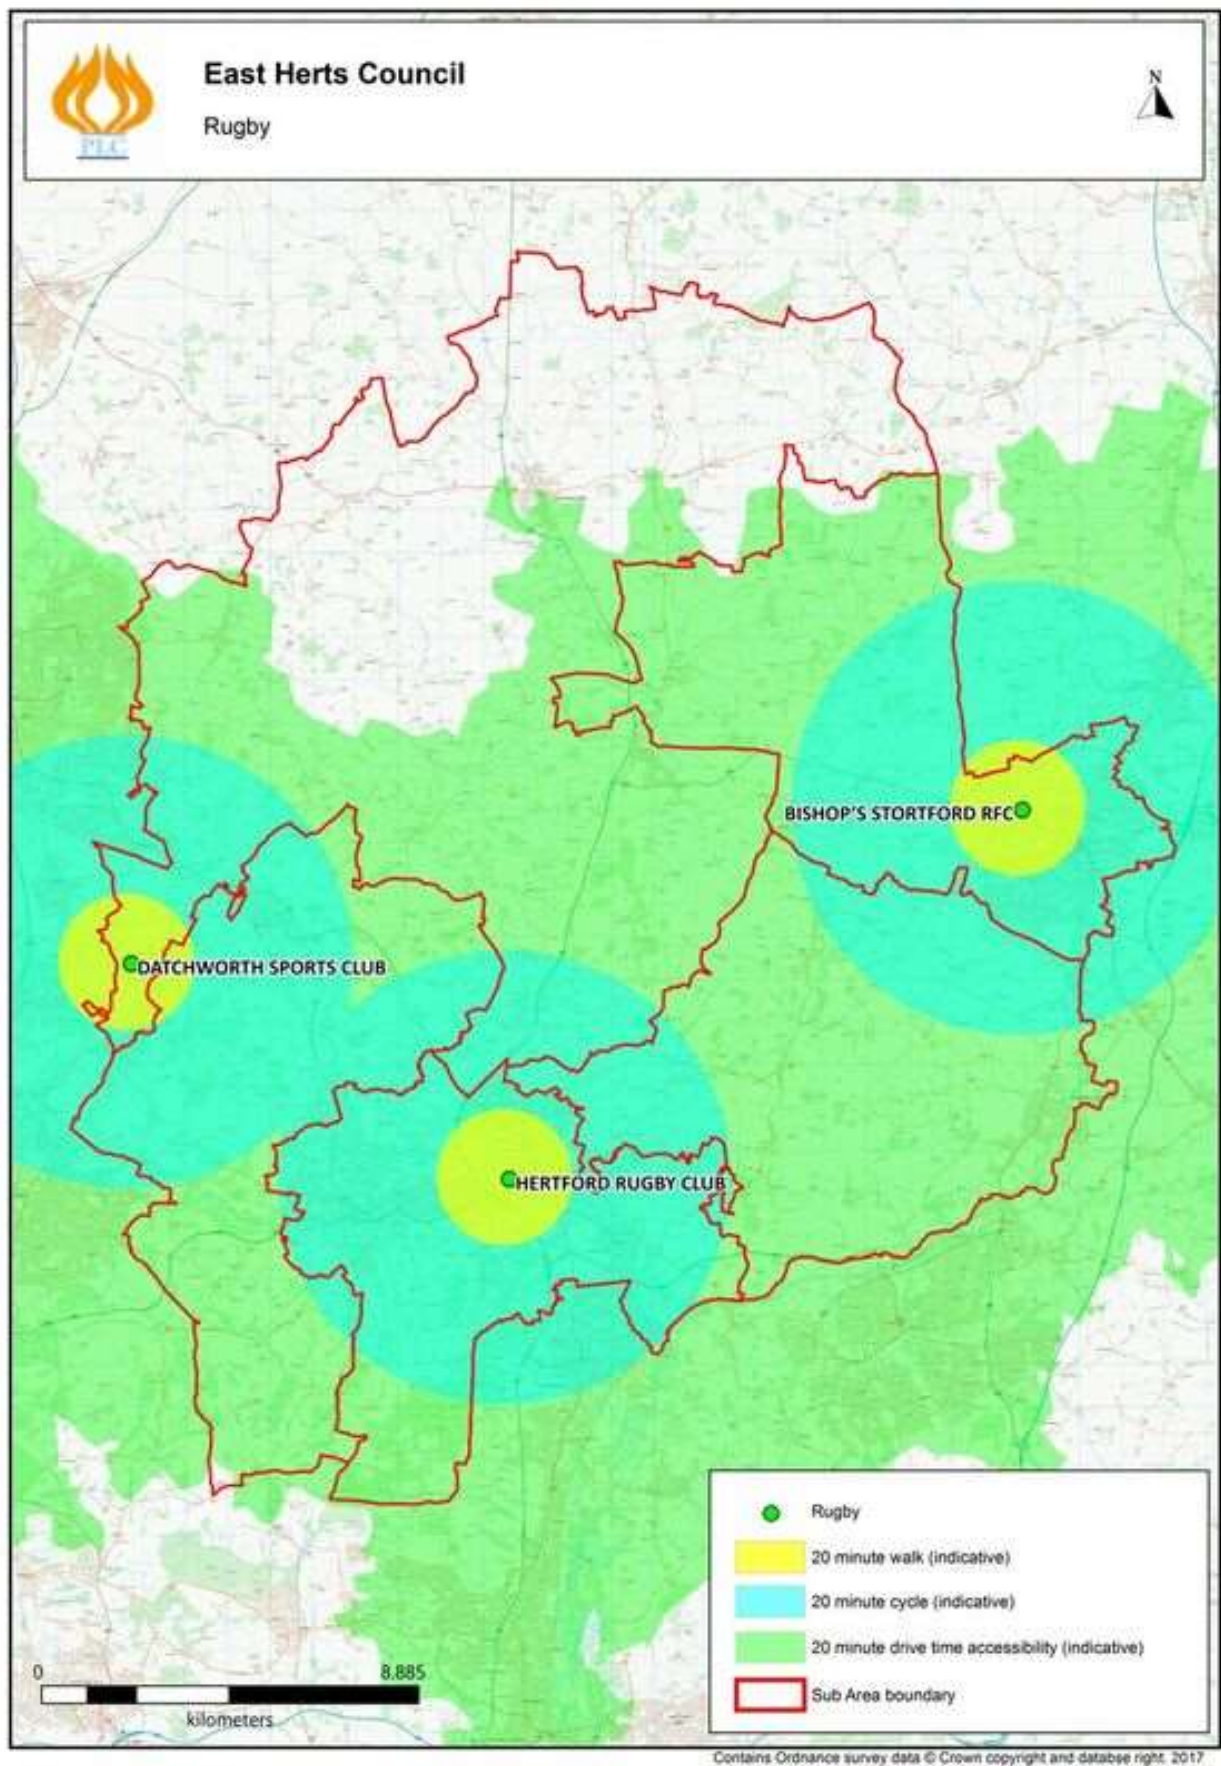 East Herts Council
Rugby
PLC
N
BISHOP'S STORTFORD RFC
DATCHWORTH SPORTS CLUB
HERTFORD RUGBY CLUB
Rugby
20 minute walk (indicative)
20 minute cycle (indicative)
20 minute drive time accessibility (indicative)
Sub Area boundary
0 8.885
kilometers
Contains Ordnance survey data © Crown copyright and databse right. 2017